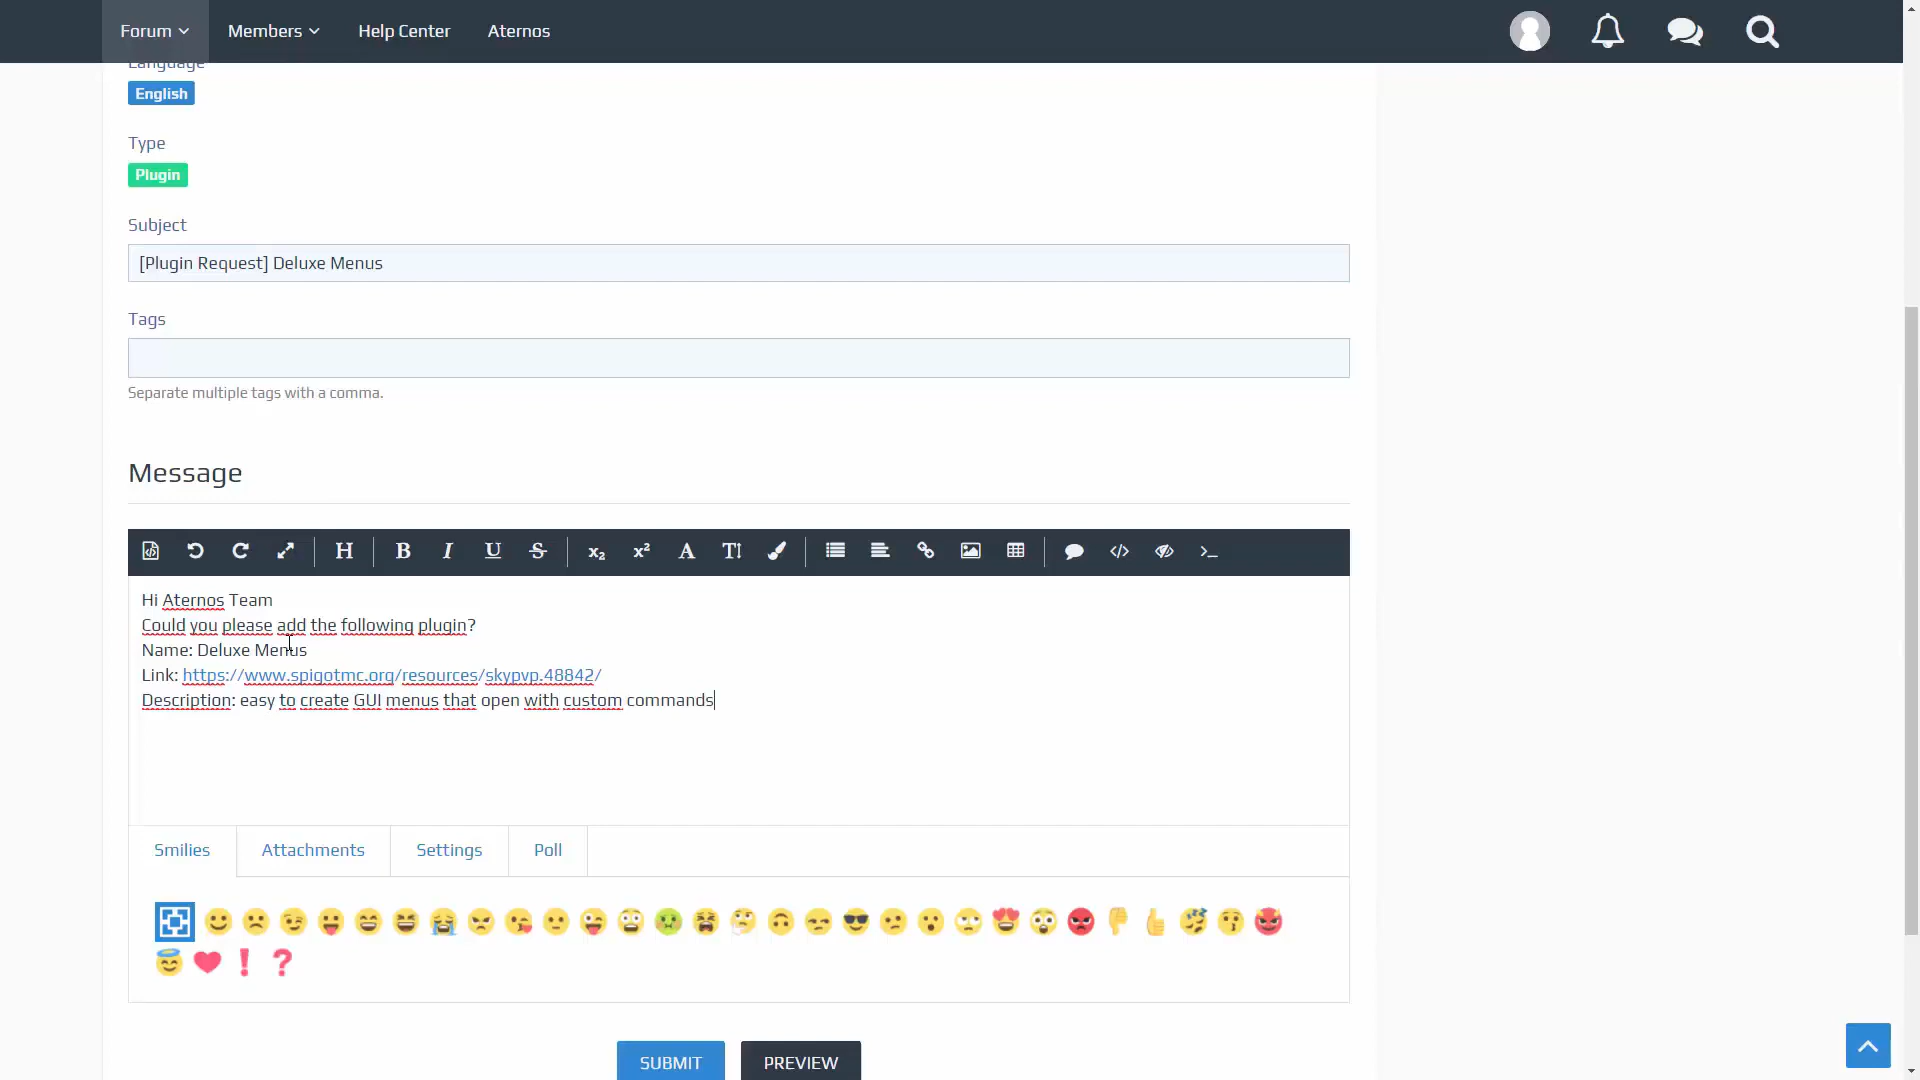 Forum Members Help Center Aternos
Language
English
Type
Plugin
Subject
[Plugin Request] Deluxe Menus
Tags
Separate multiple tags with a comma.
Message
H B I U S x₂ x² A T
Hi Aternos Team
Could you please add the following plugin?
Name: Deluxe Menus
Link: https://www.spigotmc.org/resources/skypvp.48842/
Description: easy to create GUI menus that open with custom commands
Smilies Attachments Settings Poll
SUBMIT PREVIEW